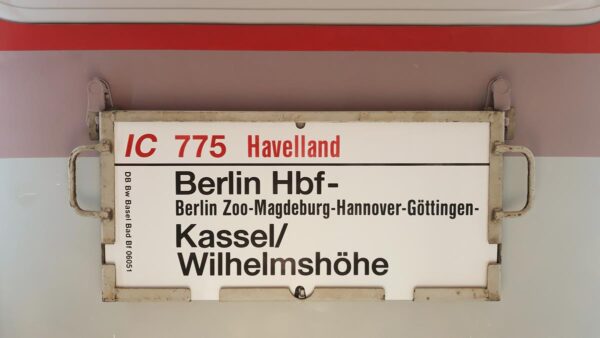 IC 775 Havelland
Berlin Hbf-
Berlin Zoo-Magdeburg-Hannover-Göttingen-
Kassel/
Wilhelmshöhe
DB Bw Basel Bad Bf 06051